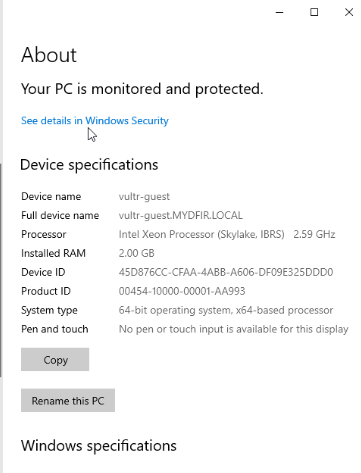 About
Your PC is monitored and protected.
See details in Windows Security
Device specifications
Device name vultr-guest
Full device name vultr-guest.MYDFIR.LOCAL
Processor Intel Xeon Processor (Skylake, IBRS) 2.59 GHz
Installed RAM 2.00 GB
Device ID 45D876CC-CFAA-4ABB-A606-DF09E325DDD0
Product ID 00454-10000-00001-AA993
System type 64-bit operating system, x64-based processor
Pen and touch No pen or touch input is available for this display
Copy
Rename this PC
Windows specifications